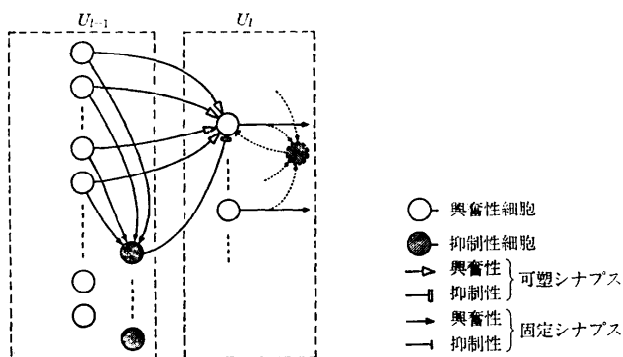 U_{l-1}
U_l
興奮性細胞
抑制性細胞
興奮性
抑制性
可塑シナプス
興奮性
抑制性
固定シナプス